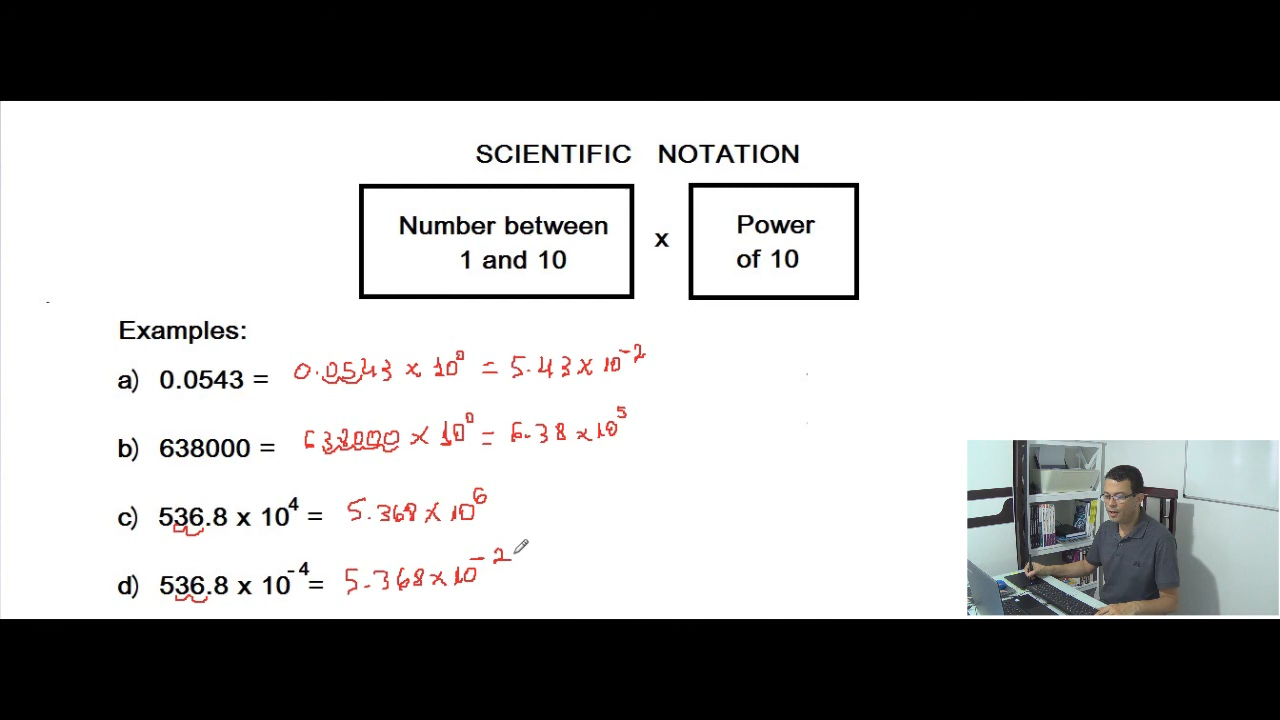 SCIENTIFIC NOTATION
Number between
1 and 10
x
Power
of 10
Examples:
a) 0.0543 = 0.0543 × 10⁰ = 5.43 × 10⁻²
b) 638000 = 638000 × 10⁰ = 6.38 × 10⁵
c) 536.8 x 10⁴ = 5.368 × 10⁶
d) 536.8 x 10⁻⁴ = 5.368 × 10⁻²